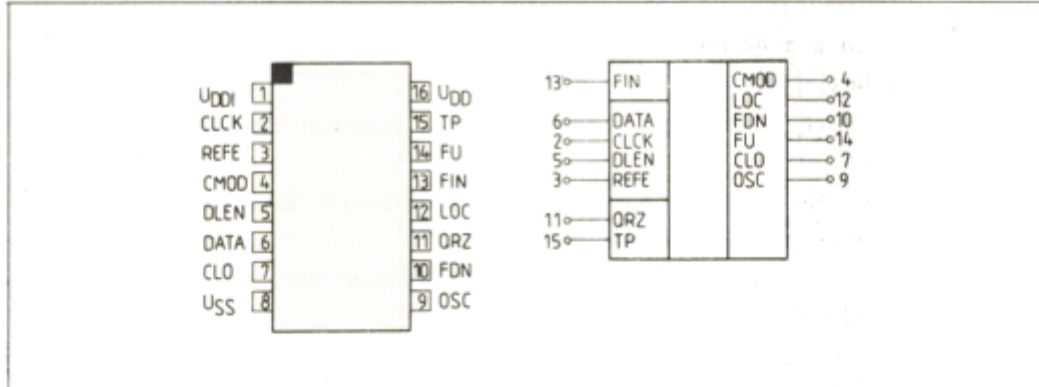 UDDI 1
CLCK 2
REFE 3
CMOD 4
DLEN 5
DATA 6
CLO 7
USS 8
16 UDD
15 TP
14 FU
13 FIN
12 LOC
11 QRZ
10 FDN
9 OSC
13 FIN
6 DATA
2 CLCK
5 DLEN
3 REFE
11 QRZ
15 TP
CMOD 4
LOC 12
FDN 10
FU 14
CLO 7
OSC 9